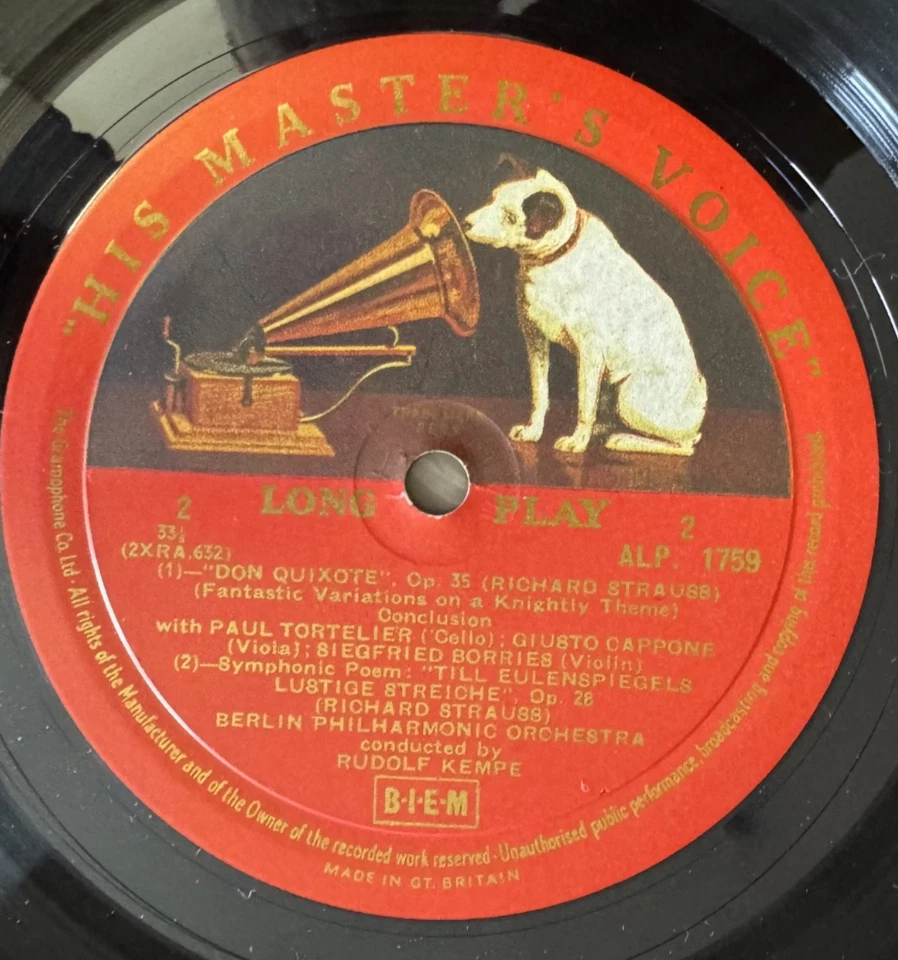 "HIS MASTER'S VOICE"
LONG PLAY
2 2
33⅓
(2XRA.632) ALP. 1759
(1)—"DON QUIXOTE", Op. 35 (RICHARD STRAUSS)
(Fantastic Variations on a Knightly Theme)
Conclusion
with PAUL TORTELIER ('Cello); GIUSTO CAPPONE
(Viola); SIEGFRIED BORRIES (Violin)
(2)—Symphonic Poem: "TILL EULENSPIEGELS
LUSTIGE STREICHE", Op. 28
(RICHARD STRAUSS)
BERLIN PHILHARMONIC ORCHESTRA
conducted by
RUDOLF KEMPE
B·I·E·M
The Gramophone Co. Ltd · All rights of the Manufacturer and of the Owner of the recorded work reserved · Unauthorised public performance, broadcasting and copying of this record prohibited
MADE IN GT. BRITAIN